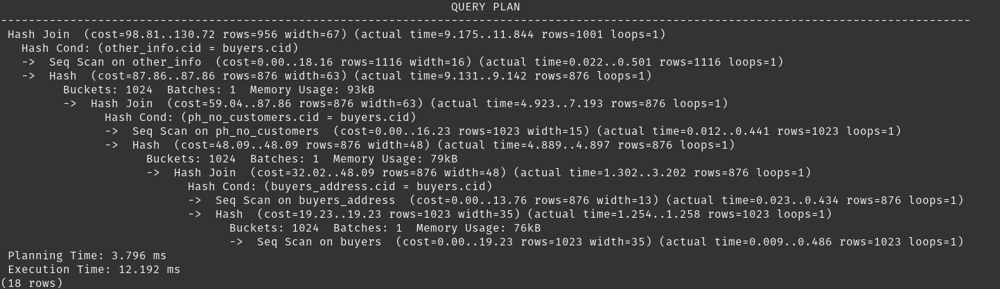 QUERY PLAN
--------------------------------------------------------------------------------------------------------------------------------------------
Hash Join  (cost=98.81..130.72 rows=956 width=67) (actual time=9.175..11.844 rows=1001 loops=1)
  Hash Cond: (other_info.cid = buyers.cid)
  ->  Seq Scan on other_info  (cost=0.00..18.16 rows=1116 width=16) (actual time=0.022..0.501 rows=1116 loops=1)
  ->  Hash  (cost=87.86..87.86 rows=876 width=63) (actual time=9.131..9.142 rows=876 loops=1)
        Buckets: 1024  Batches: 1  Memory Usage: 93kB
        ->  Hash Join  (cost=59.04..87.86 rows=876 width=63) (actual time=4.923..7.193 rows=876 loops=1)
              Hash Cond: (ph_no_customers.cid = buyers.cid)
              ->  Seq Scan on ph_no_customers  (cost=0.00..16.23 rows=1023 width=15) (actual time=0.012..0.441 rows=1023 loops=1)
              ->  Hash  (cost=48.09..48.09 rows=876 width=48) (actual time=4.889..4.897 rows=876 loops=1)
                    Buckets: 1024  Batches: 1  Memory Usage: 79kB
                    ->  Hash Join  (cost=32.02..48.09 rows=876 width=48) (actual time=1.302..3.202 rows=876 loops=1)
                          Hash Cond: (buyers_address.cid = buyers.cid)
                          ->  Seq Scan on buyers_address  (cost=0.00..13.76 rows=876 width=13) (actual time=0.023..0.434 rows=876 loops=1)
                          ->  Hash  (cost=19.23..19.23 rows=1023 width=35) (actual time=1.254..1.258 rows=1023 loops=1)
                                Buckets: 1024  Batches: 1  Memory Usage: 76kB
                                ->  Seq Scan on buyers  (cost=0.00..19.23 rows=1023 width=35) (actual time=0.009..0.486 rows=1023 loops=1)
Planning Time: 3.796 ms
Execution Time: 12.192 ms
(18 rows)